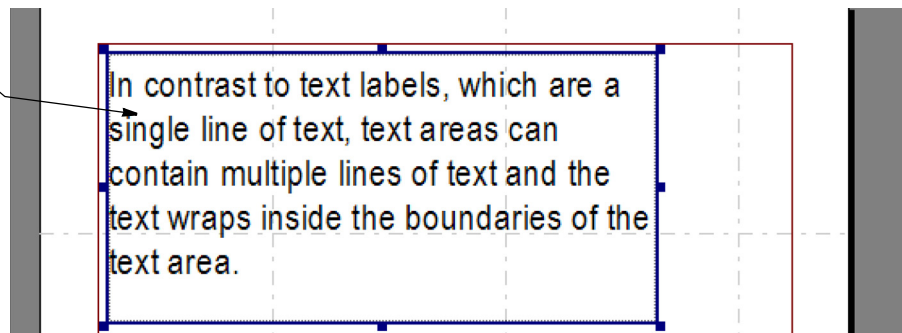 In contrast to text labels, which are a
single line of text, text areas can
contain multiple lines of text and the
text wraps inside the boundaries of the
text area.